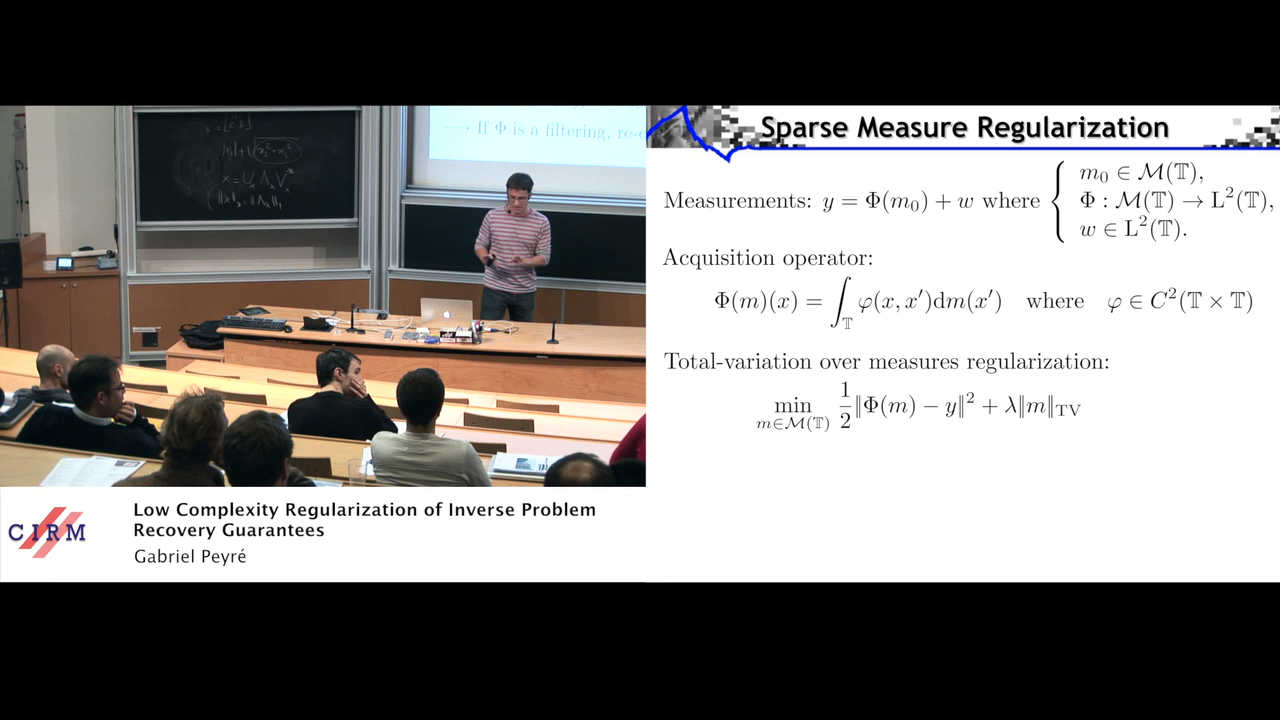 → If Φ is a filtering, re-c
x = U Λ V*
Sparse Measure Regularization
Measurements: y = Φ(m₀) + w where { m₀ ∈ ℳ(𝕋),
Φ : ℳ(𝕋) → L²(𝕋),
w ∈ L²(𝕋).
Acquisition operator:
Φ(m)(x) = ∫_𝕋 φ(x, x′)dm(x′) where φ ∈ C²(𝕋 × 𝕋)
Total-variation over measures regularization:
min_{m∈ℳ(𝕋)} 1/2 ‖Φ(m) − y‖² + λ‖m‖_TV
CIRM
Low Complexity Regularization of Inverse Problem
Recovery Guarantees
Gabriel Peyré